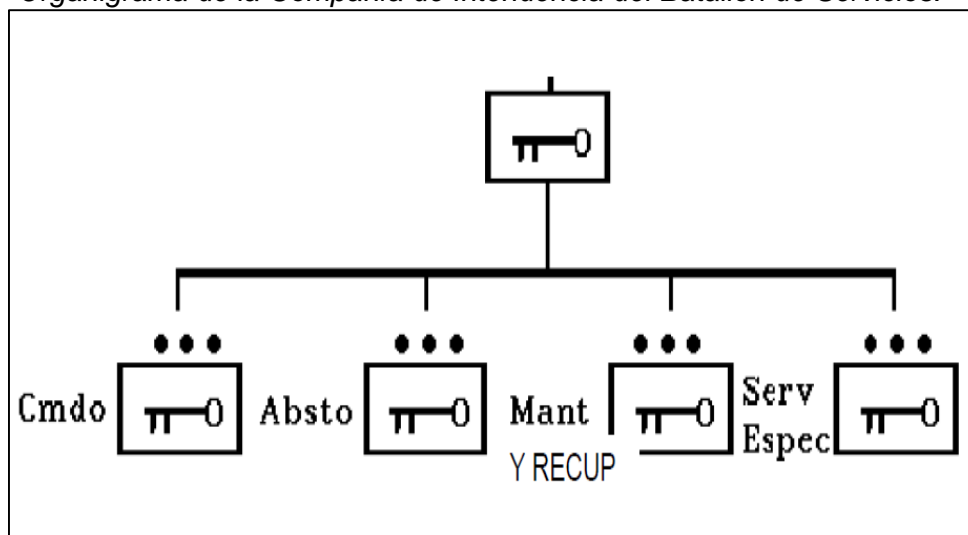 Organigrama de la Compañía de Intendencia del Batallón de Servicios.
Cmdo
Absto
Mant
Y RECUP
Serv
Espec